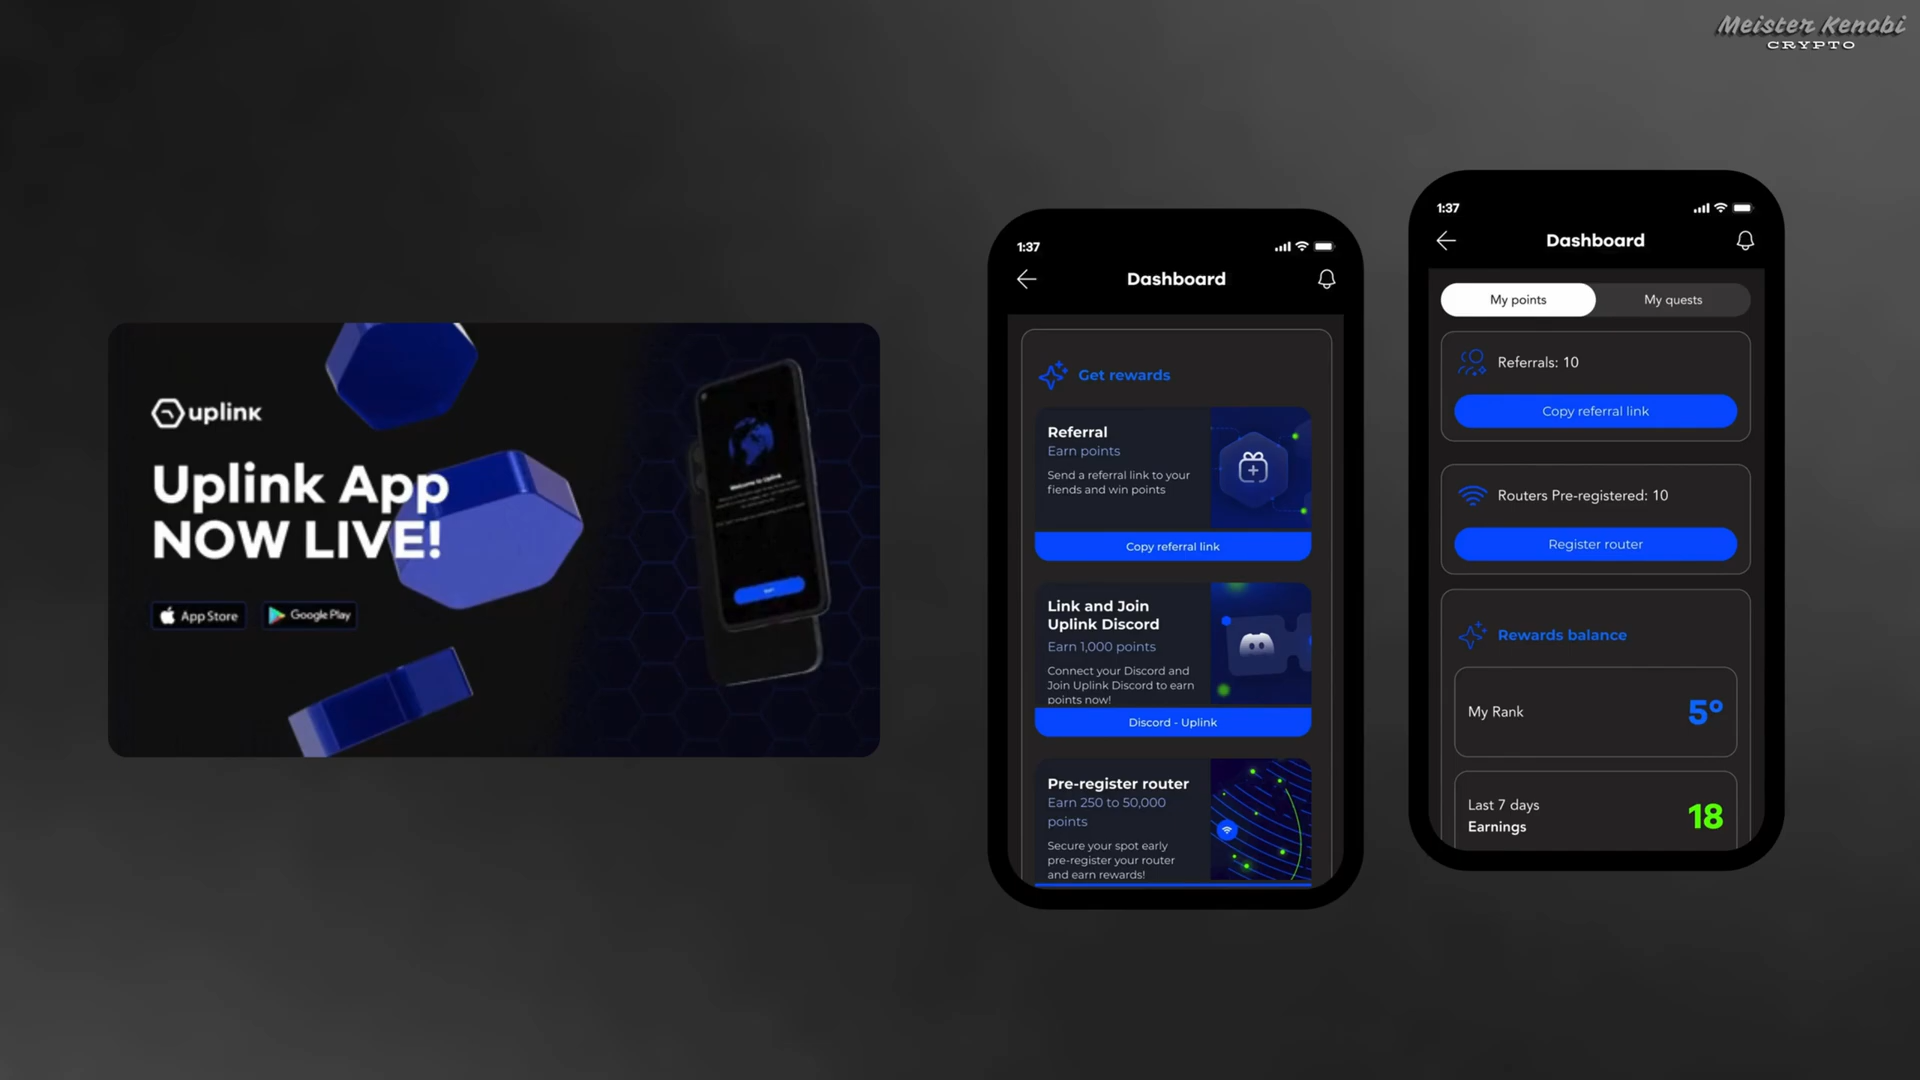 Meister Kenobi
CRYPTO
uplink
Uplink App
NOW LIVE!
App Store
Google Play
Welcome to Uplink
1:37
Dashboard
Get rewards
Referral
Earn points
Send a referral link to your
fiends and win points
Copy referral link
Link and Join
Uplink Discord
Earn 1,000 points
Connect your Discord and
Join Uplink Discord to earn
points now!
Discord - Uplink
Pre-register router
Earn 250 to 50,000
points
Secure your spot early
pre-register your router
and earn rewards!
1:37
Dashboard
My points
My quests
Referrals: 10
Copy referral link
Routers Pre-registered: 10
Register router
Rewards balance
My Rank
5º
Last 7 days
Earnings
18